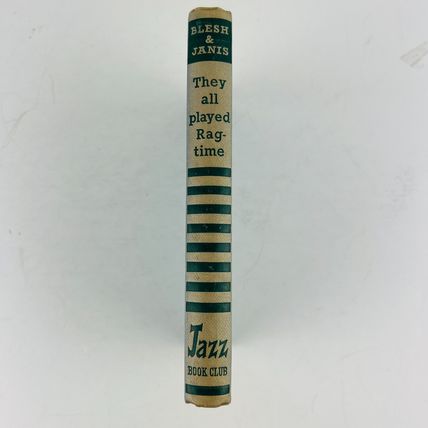 BLESH
&
JANIS
They
all
played
Rag-
time
Jazz
BOOK CLUB